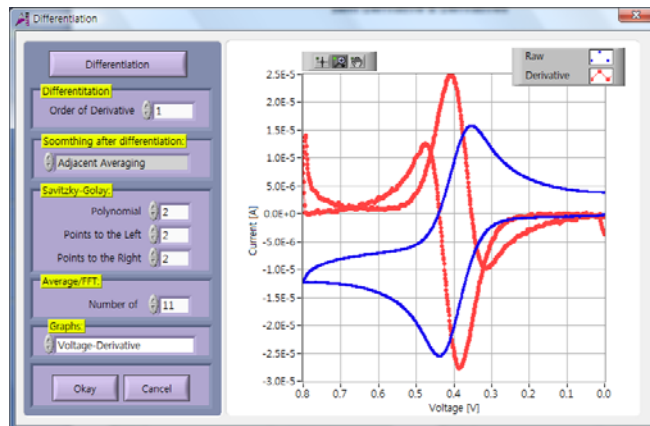 Differentiation
Differentiation
Differentitation
Order of Derivative 1
Soomthing after differentiation:
Adjacent Averaging
Savitzky-Golay:
Polynomial 2
Points to the Left 2
Points to the Right 2
Average/FFT:
Number of 11
Graphs:
Voltage-Derivative
Okay Cancel
Raw
Derivative
2.5E-5
1.5E-5
1.0E-5
5.0E-6
0.0E+0
-5.0E-6
-1.0E-5
-1.5E-5
-2.0E-5
-2.5E-5
-3.0E-5
Current [A]
0.8 0.7 0.6 0.5 0.4 0.3 0.2 0.1 0.0
Voltage [V]